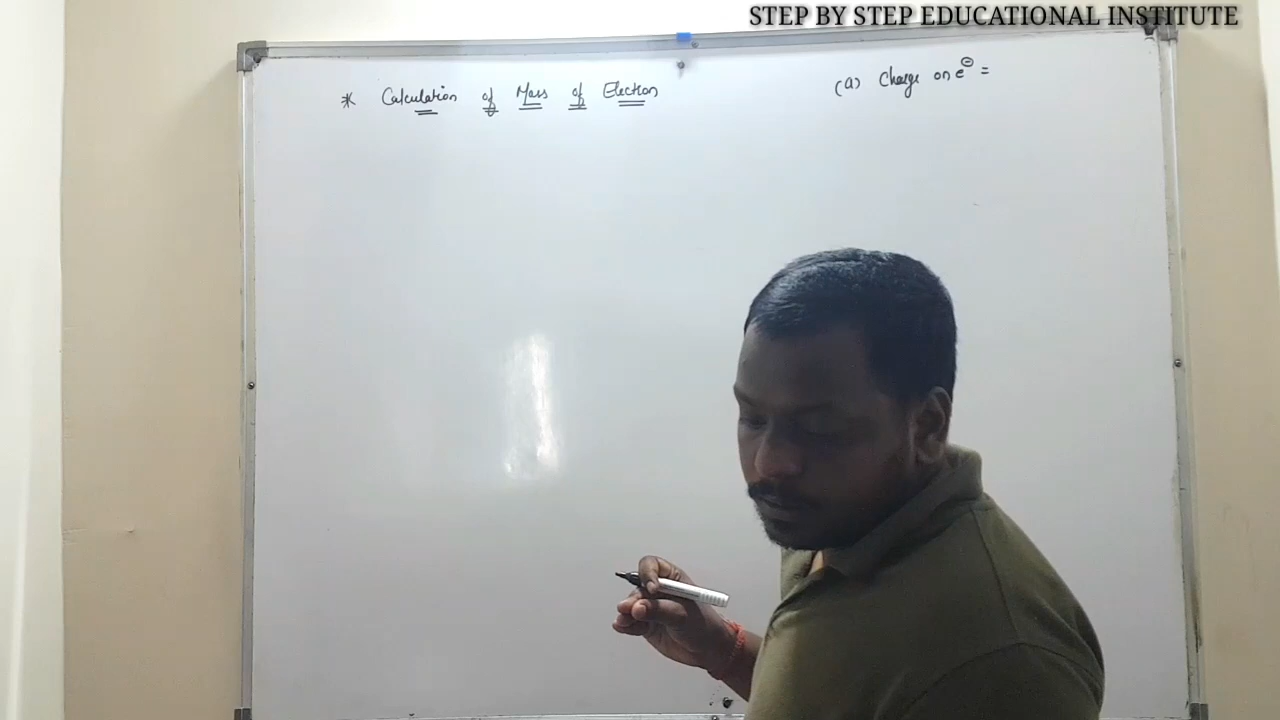 STEP BY STEP EDUCATIONAL INSTITUTE
* Calculation of Mass of Electron
(a) Charge on e⊖ =